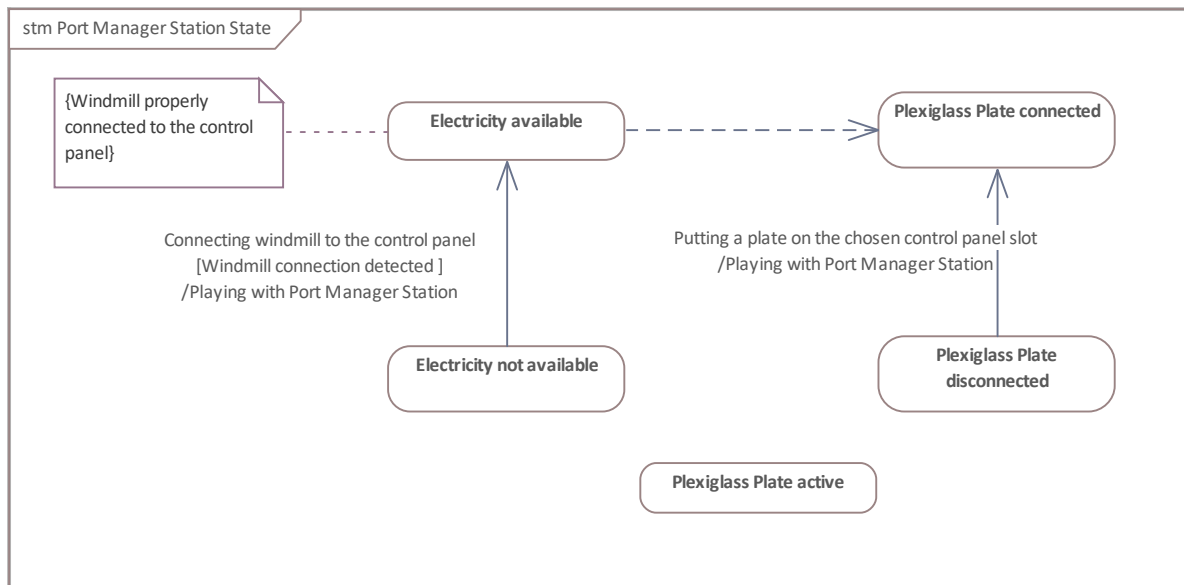 stm Port Manager Station State
{Windmill properly
connected to the control
panel}
Electricity available
Plexiglass Plate connected
Connecting windmill to the control panel
[Windmill connection detected ]
/Playing with Port Manager Station
Putting a plate on the chosen control panel slot
/Playing with Port Manager Station
Electricity not available
Plexiglass Plate
disconnected
Plexiglass Plate active